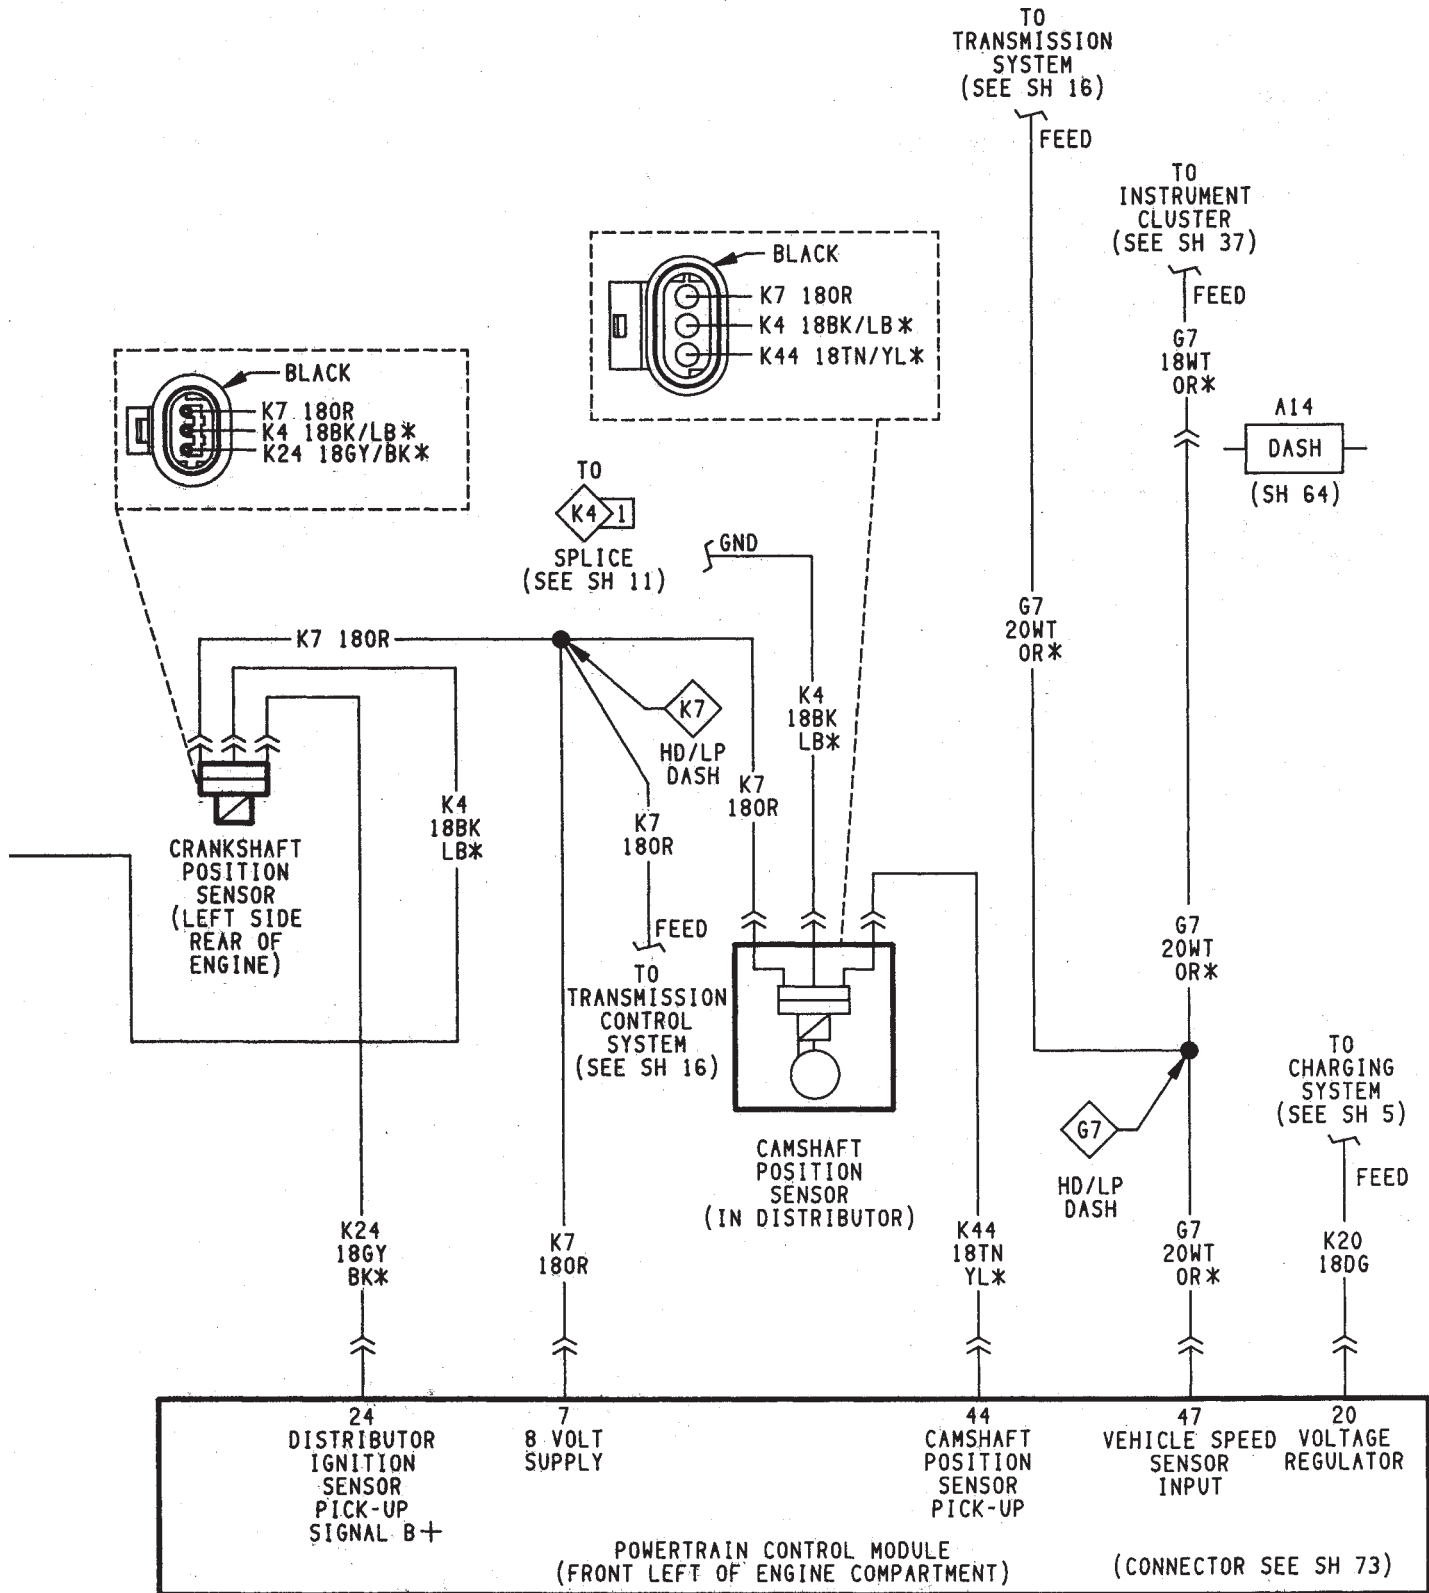 TO
TRANSMISSION
SYSTEM
(SEE SH 16)
FEED
TO
INSTRUMENT
CLUSTER
(SEE SH 37)
FEED
G7
18WT
OR*
A14
DASH
(SH 64)
BLACK
K7 18OR
K4 18BK/LB*
K44 18TN/YL*
BLACK
K7 18OR
K4 18BK/LB*
K24 18GY/BK*
TO
K4 1
SPLICE
(SEE SH 11)
GND
G7
20WT
OR*
K7 18OR
K7
HD/LP
DASH
K4
18BK
LB*
K7
18OR
K4
18BK
LB*
K7
18OR
CRANKSHAFT
POSITION
SENSOR
(LEFT SIDE
REAR OF
ENGINE)
FEED
TO
TRANSMISSION
CONTROL
SYSTEM
(SEE SH 16)
G7
20WT
OR*
TO
CHARGING
SYSTEM
(SEE SH 5)
FEED
G7
HD/LP
DASH
CAMSHAFT
POSITION
SENSOR
(IN DISTRIBUTOR)
K24
18GY
BK*
K7
18OR
K44
18TN
YL*
G7
20WT
OR*
K20
18DG
24
DISTRIBUTOR
IGNITION
SENSOR
PICK-UP
SIGNAL B+
7
8 VOLT
SUPPLY
44
CAMSHAFT
POSITION
SENSOR
PICK-UP
47
VEHICLE SPEED
SENSOR
INPUT
20
VOLTAGE
REGULATOR
POWERTRAIN CONTROL MODULE
(FRONT LEFT OF ENGINE COMPARTMENT)
(CONNECTOR SEE SH 73)